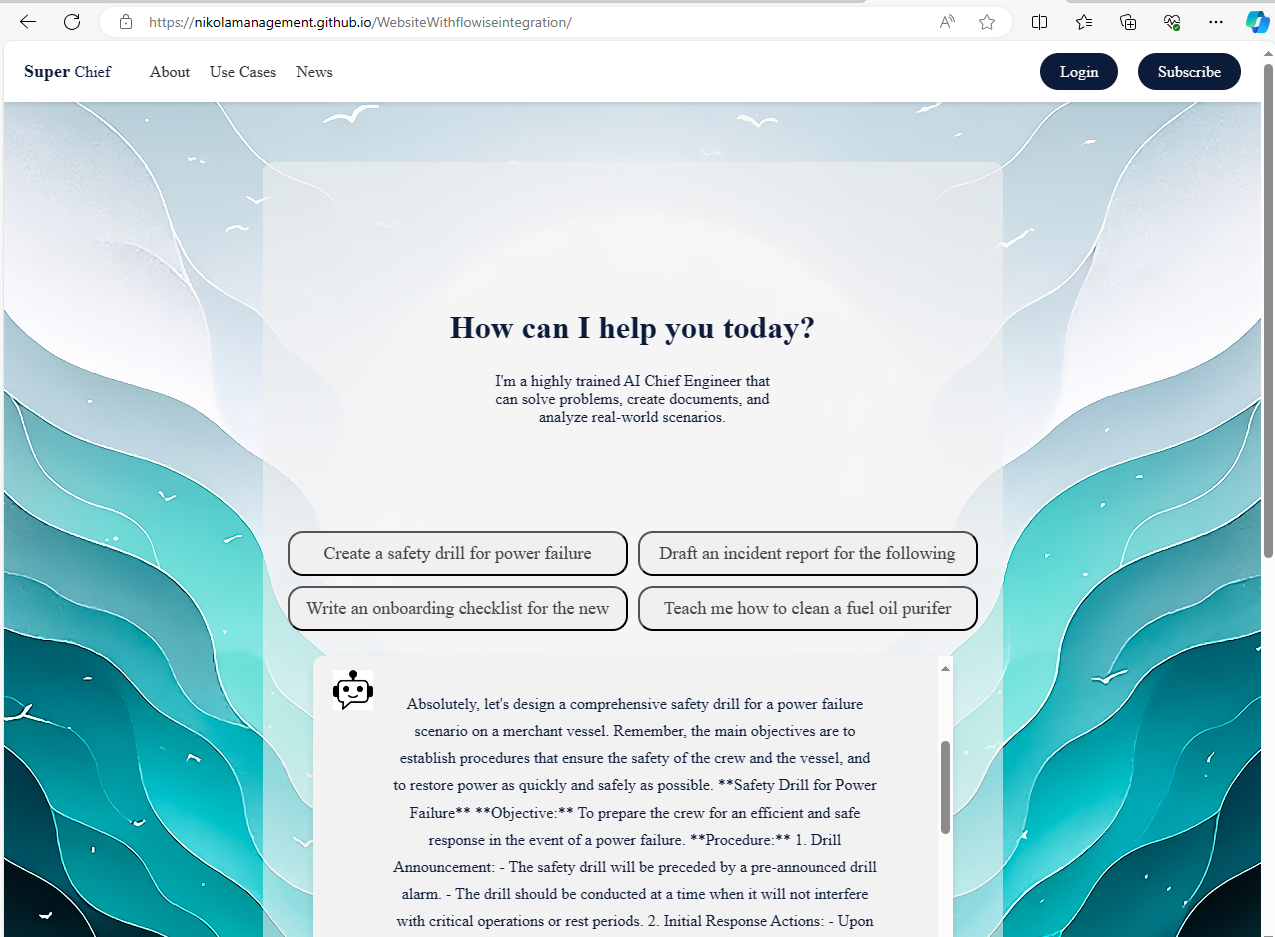 https://nikolamanagement.github.io/WebsiteWithflowiseintegration/
Super Chief About Use Cases News Login Subscribe
How can I help you today?
I'm a highly trained AI Chief Engineer that
can solve problems, create documents, and
analyze real-world scenarios.
Create a safety drill for power failure
Draft an incident report for the following
Write an onboarding checklist for the new
Teach me how to clean a fuel oil purifer
Absolutely, let's design a comprehensive safety drill for a power failure
scenario on a merchant vessel. Remember, the main objectives are to
establish procedures that ensure the safety of the crew and the vessel, and
to restore power as quickly and safely as possible. **Safety Drill for Power
Failure** **Objective:** To prepare the crew for an efficient and safe
response in the event of a power failure. **Procedure:** 1. Drill
Announcement: - The safety drill will be preceded by a pre-announced drill
alarm. - The drill should be conducted at a time when it will not interfere
with critical operations or rest periods. 2. Initial Response Actions: - Upon